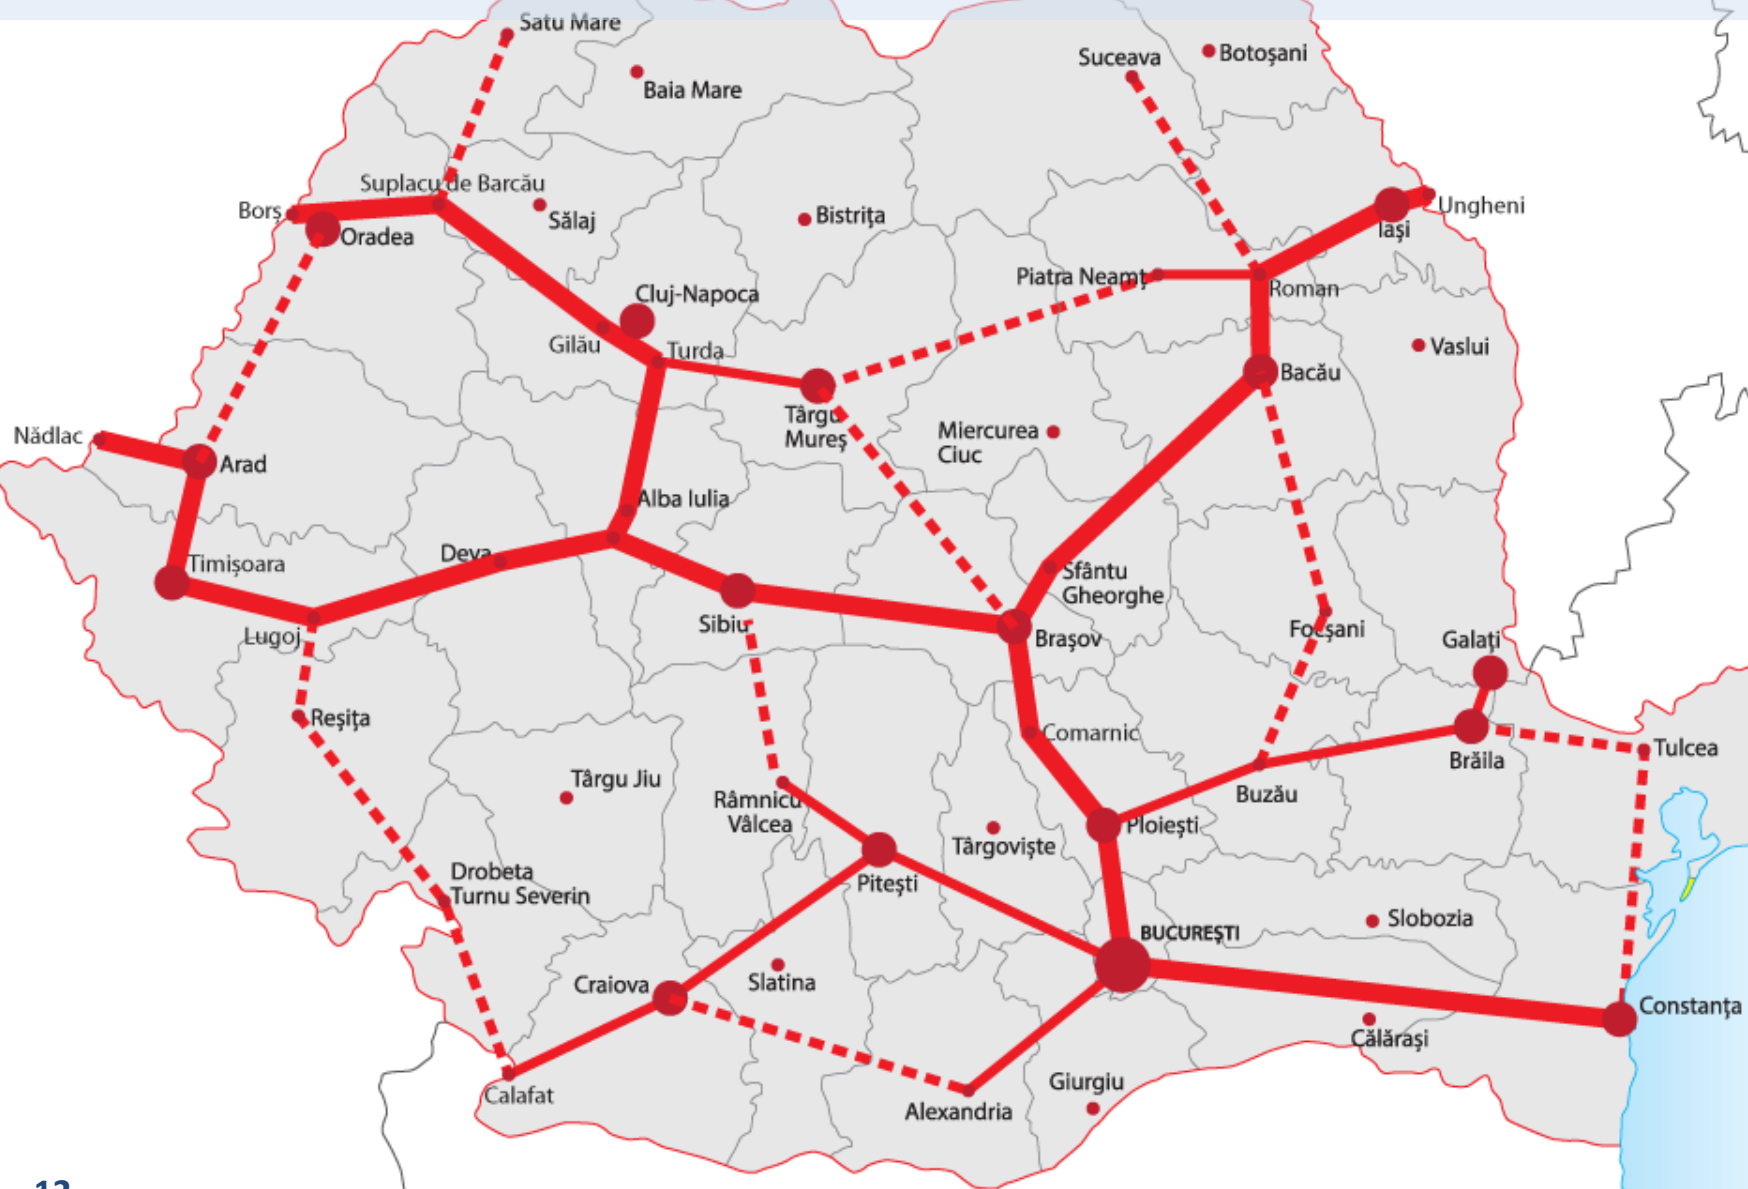 Satu Mare
Suceava
Botoșani
Baia Mare
Suplacu de Barcău
Borș
Oradea
Sălaj
Bistrița
Iași
Ungheni
Piatra Neamț
Roman
Cluj-Napoca
Gilău
Turda
Vaslui
Bacău
Târgu
Mureș
Miercurea
Ciuc
Nădlac
Arad
Alba Iulia
Deva
Timișoara
Sfântu
Gheorghe
Lugoj
Sibiu
Brașov
Focșani
Galați
Reșița
Comarnic
Tulcea
Brăila
Târgu Jiu
Râmnicu
Vâlcea
Buzău
Ploiești
Târgoviște
Pitești
Drobeta
Turnu Severin
Slobozia
BUCUREȘTI
Craiova
Slatina
Constanța
Călărași
Giurgiu
Calafat
Alexandria
12